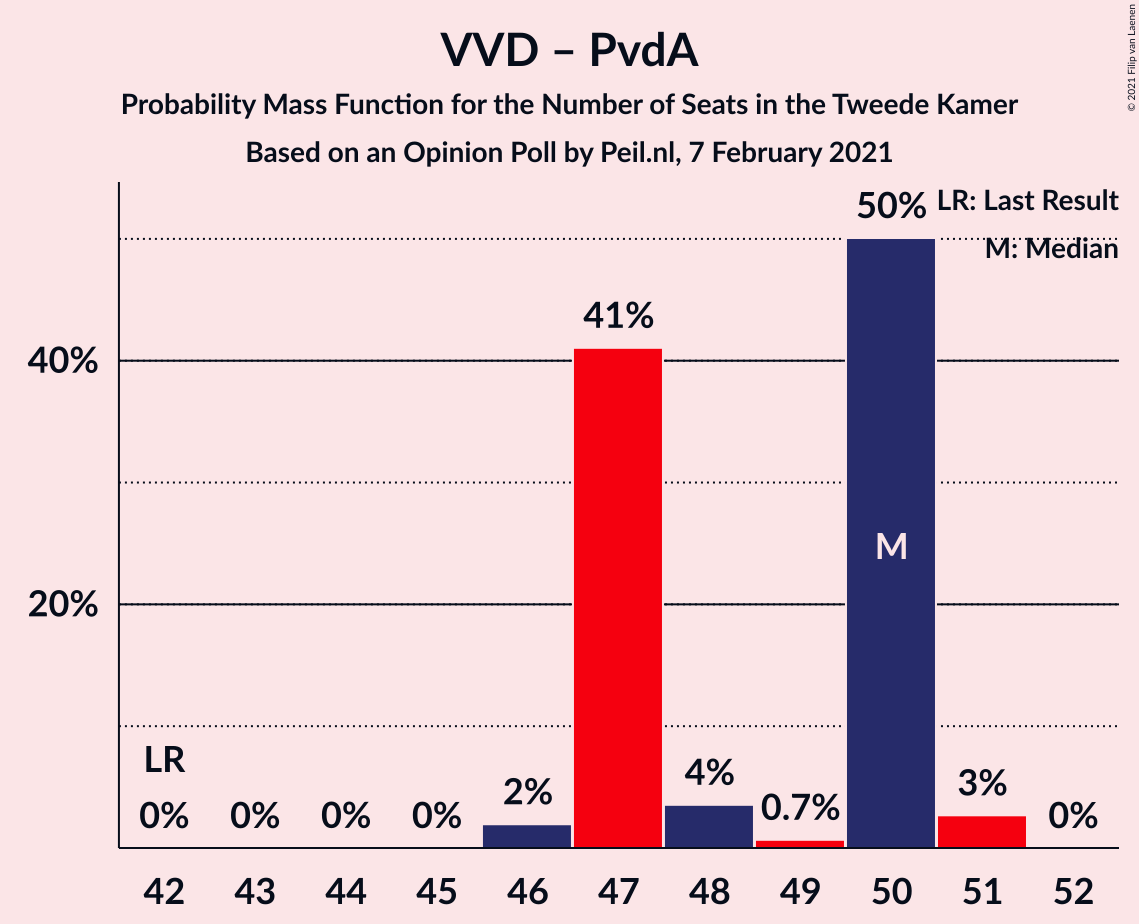 VVD – PvdA
Probability Mass Function for the Number of Seats in the Tweede Kamer
Based on an Opinion Poll by Peil.nl, 7 February 2021
© 2021 Filip van Laenen
LR: Last Result
M: Median
50%
41%
40%
M
20%
LR
0%
0%
0%
0%
2%
4%
0.7%
3%
0%
42 43 44 45 46 47 48 49 50 51 52